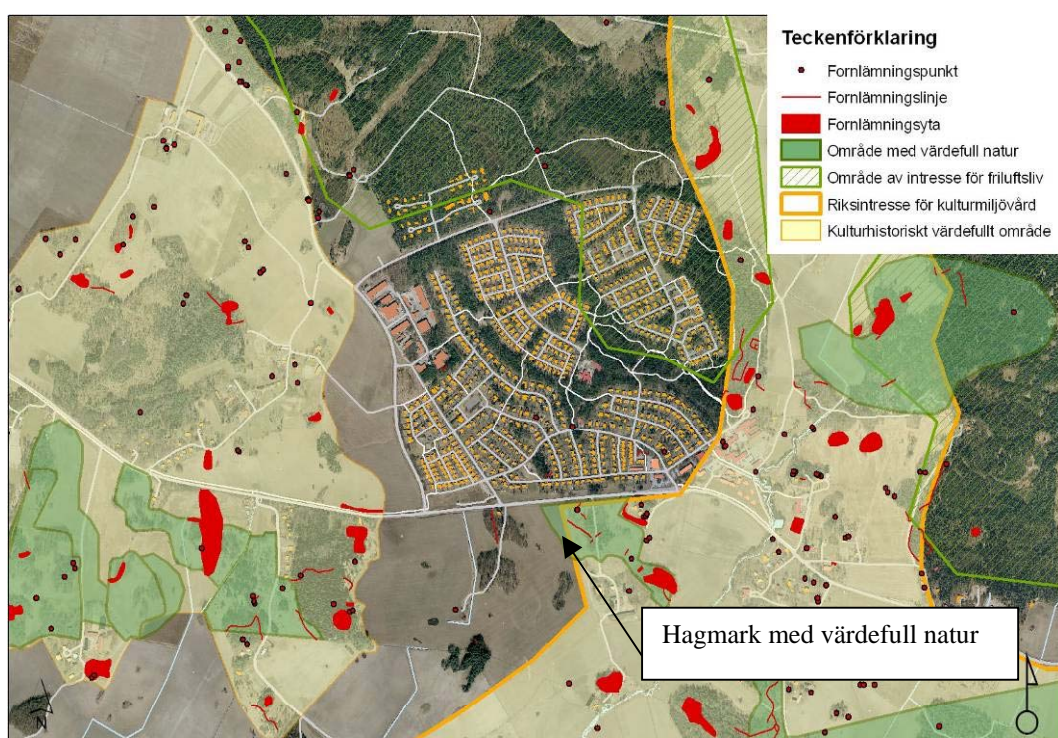 Teckenförklaring
Fornlämningspunkt
Fornlämningslinje
Fornlämningsyta
Område med värdefull natur
Område av intresse för friluftsliv
Riksintresse för kulturmiljövård
Kulturhistoriskt värdefullt område
Hagmark med värdefull natur